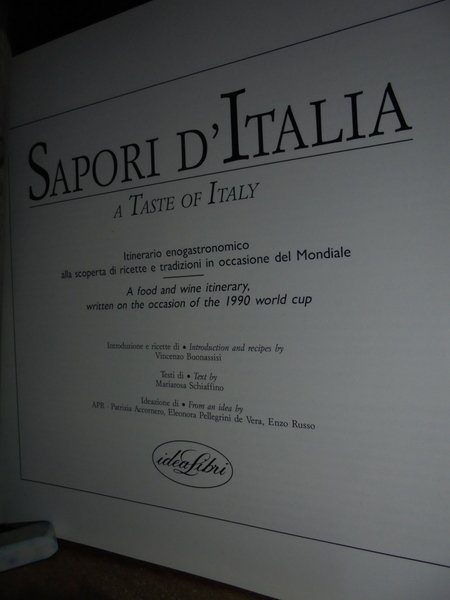 SAPORI D'ITALIA
A TASTE OF ITALY
Itinerario enogastronomico
alla scoperta di ricette e tradizioni in occasione del Mondiale
A food and wine itinerary,
written on the occasion of the 1990 world cup
Introduzione e ricette di • Introduction and recipes by
Vincenzo Buonassisi
Testi di • Text by
Mariarosa Schiaffino
Ideazione di • From an idea by
APR - Patrizia Accornero, Eleonora Pellegrini de Vera, Enzo Russo
ideaLibri